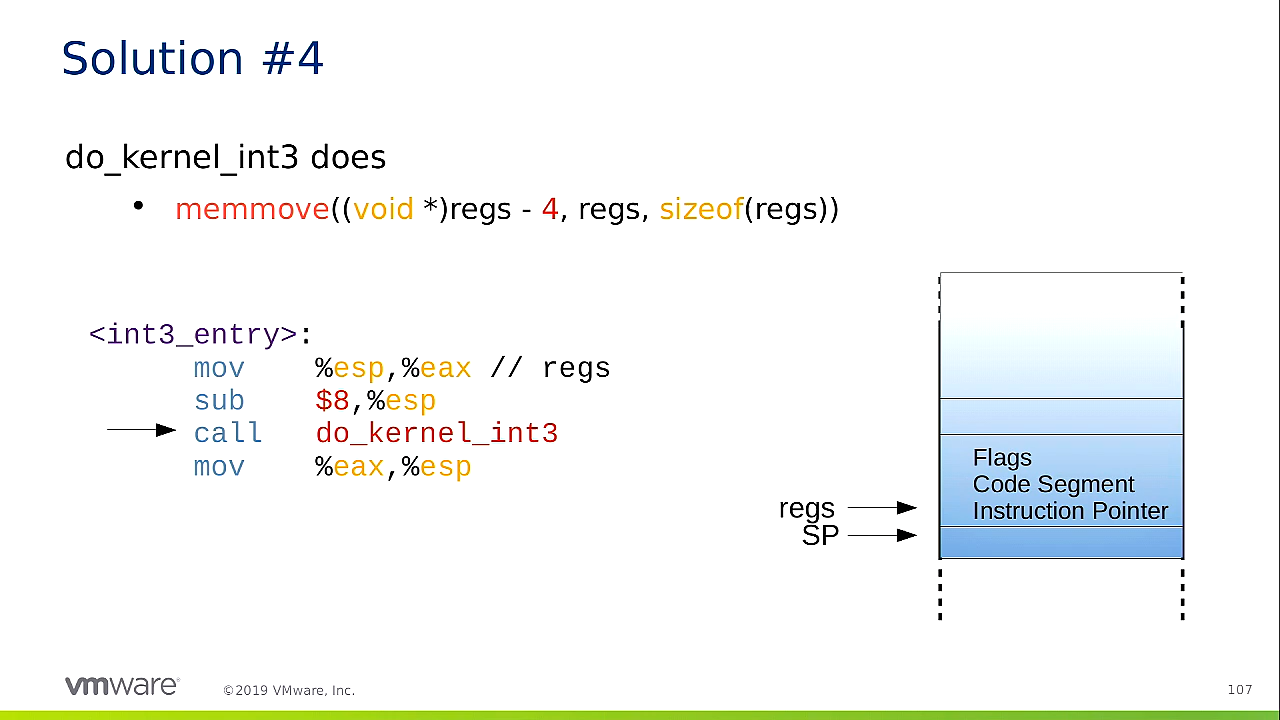 Solution #4
do_kernel_int3 does
• memmove((void *)regs - 4, regs, sizeof(regs))
<int3_entry>:
mov %esp,%eax // regs
sub $8,%esp
call do_kernel_int3
mov %eax,%esp
Flags
Code Segment
Instruction Pointer
regs
SP
vmware
©2019 VMware, Inc.
107